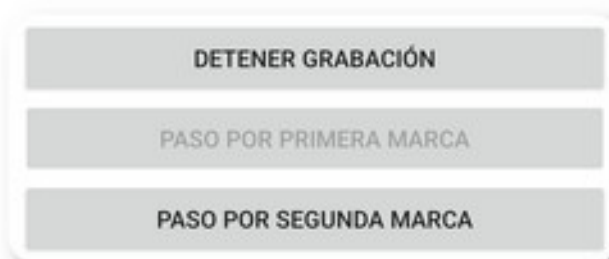 DETENER GRABACIÓN
PASO POR PRIMERA MARCA
PASO POR SEGUNDA MARCA